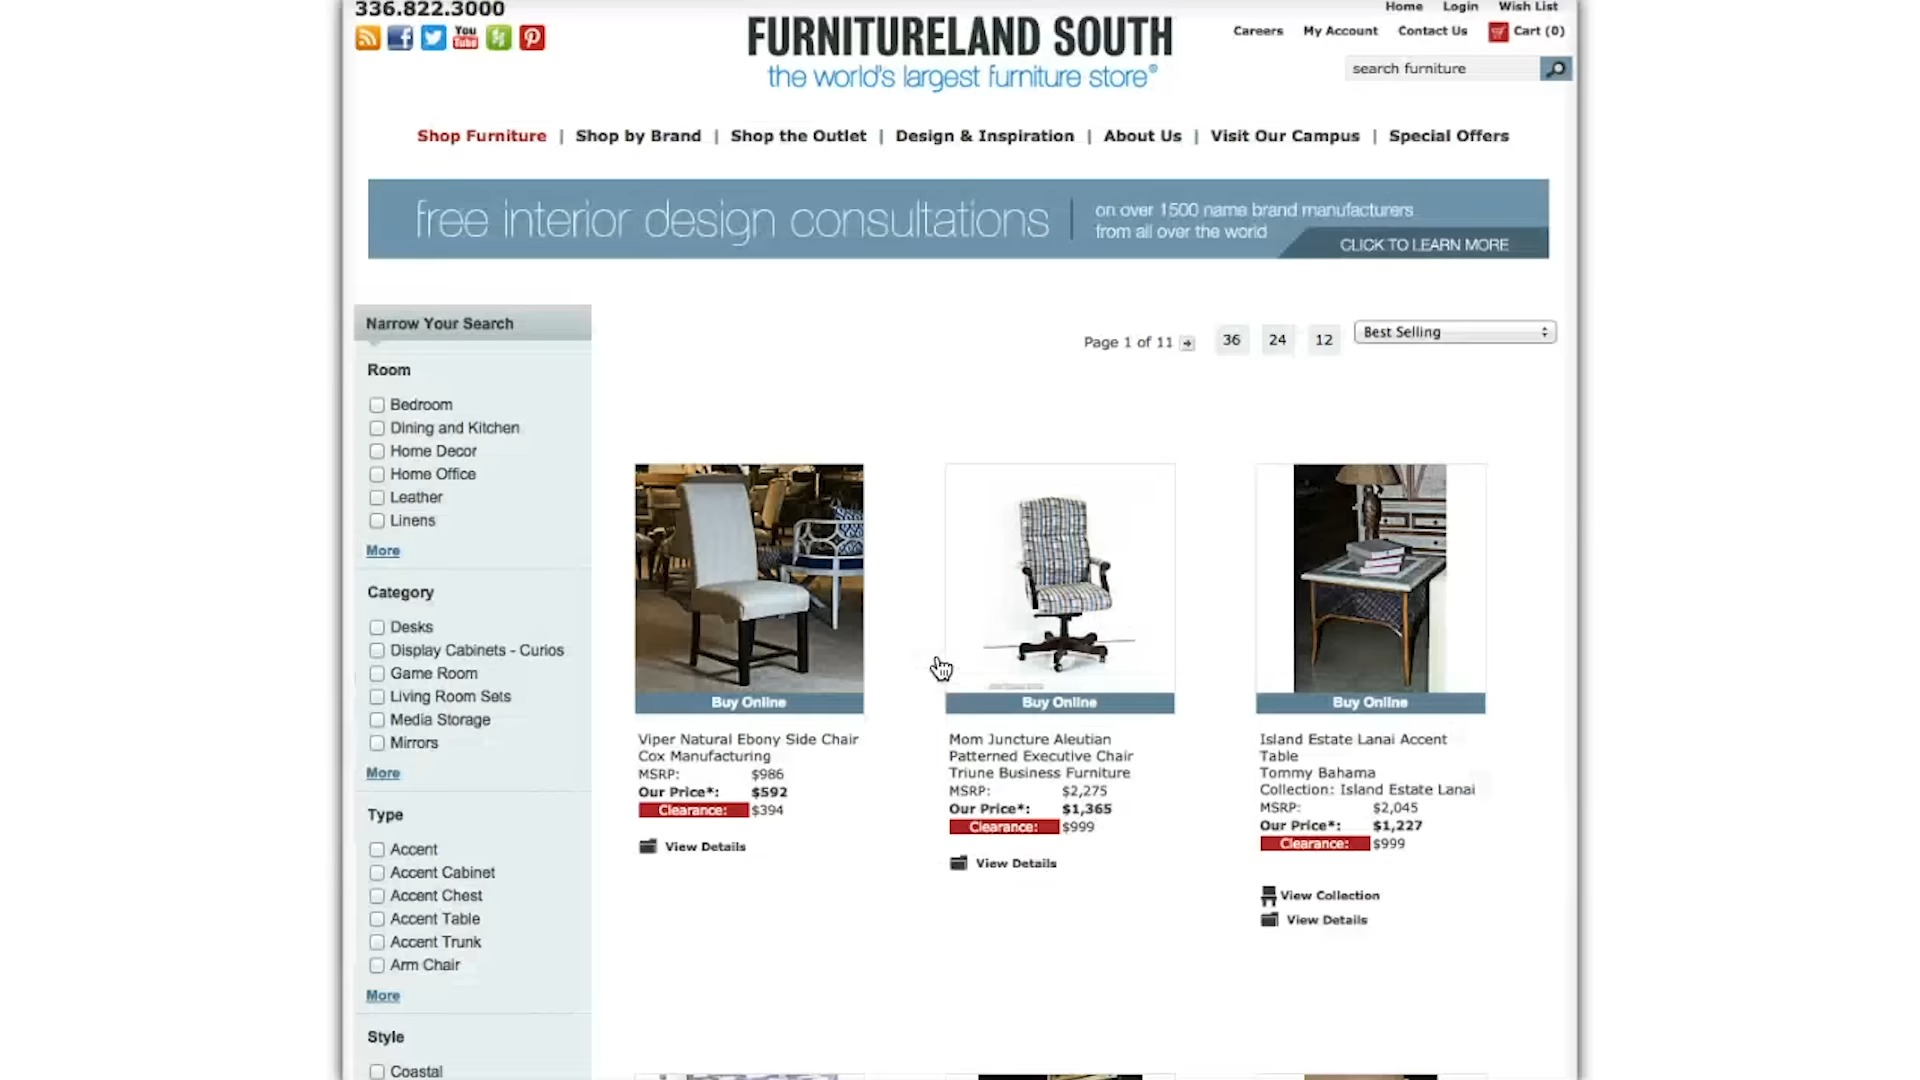 336.822.3000
Home Login Wish List
You Tube
FURNITURELAND SOUTH
the world's largest furniture store®
Careers My Account Contact Us Cart (0)
search furniture
Shop Furniture | Shop by Brand | Shop the Outlet | Design & Inspiration | About Us | Visit Our Campus | Special Offers
free interior design consultations
on over 1500 name brand manufacturers
from all over the world
CLICK TO LEARN MORE
Narrow Your Search
Page 1 of 11 36 24 12 Best Selling
Room
Bedroom
Dining and Kitchen
Home Decor
Home Office
Leather
Linens
More
Category
Desks
Display Cabinets - Curios
Game Room
Living Room Sets
Media Storage
Mirrors
More
Type
Accent
Accent Cabinet
Accent Chest
Accent Table
Accent Trunk
Arm Chair
More
Style
Coastal
Buy Online
Viper Natural Ebony Side Chair
Cox Manufacturing
MSRP: $986
Our Price*: $592
Clearance: $394
View Details
Buy Online
Mom Juncture Aleutian
Patterned Executive Chair
Triune Business Furniture
MSRP: $2,275
Our Price*: $1,365
Clearance: $999
View Details
Buy Online
Island Estate Lanai Accent
Table
Tommy Bahama
Collection: Island Estate Lanai
MSRP: $2,045
Our Price*: $1,227
Clearance: $999
View Collection
View Details